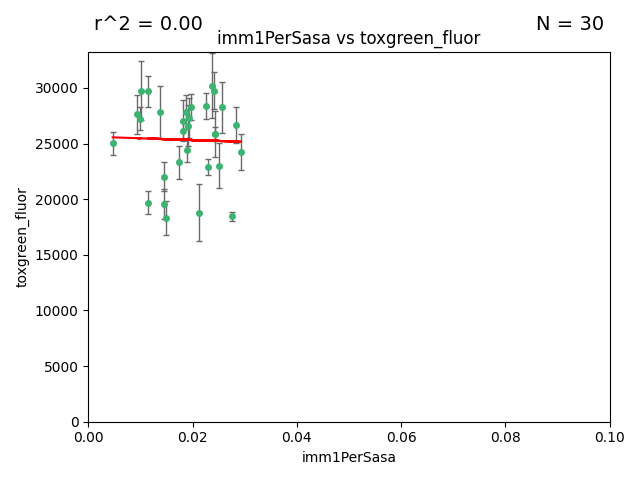 r^2 = 0.00
N = 30
imm1PerSasa vs toxgreen_fluor
30000
25000
20000
15000
10000
5000
0
toxgreen_fluor
0.00
0.02
0.04
0.06
0.08
0.10
imm1PerSasa